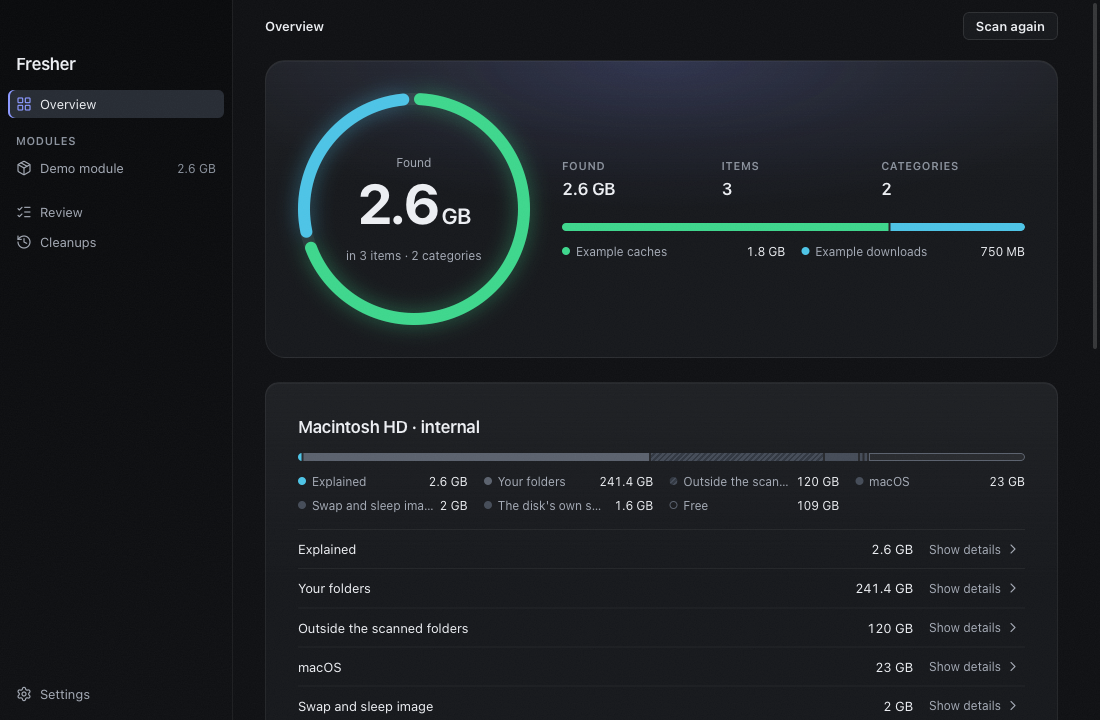 Overview
Scan again
Fresher
Overview
MODULES
Demo module 2.6 GB
Review
Cleanups
Settings
Found
2.6 GB
in 3 items · 2 categories
FOUND ITEMS CATEGORIES
2.6 GB 3 2
Example caches 1.8 GB Example downloads 750 MB
Macintosh HD · internal
Explained 2.6 GB Your folders 241.4 GB Outside the scan... 120 GB macOS 23 GB
Swap and sleep ima... 2 GB The disk's own s... 1.6 GB Free 109 GB
Explained 2.6 GB Show details
Your folders 241.4 GB Show details
Outside the scanned folders 120 GB Show details
macOS 23 GB Show details
Swap and sleep image 2 GB Show details